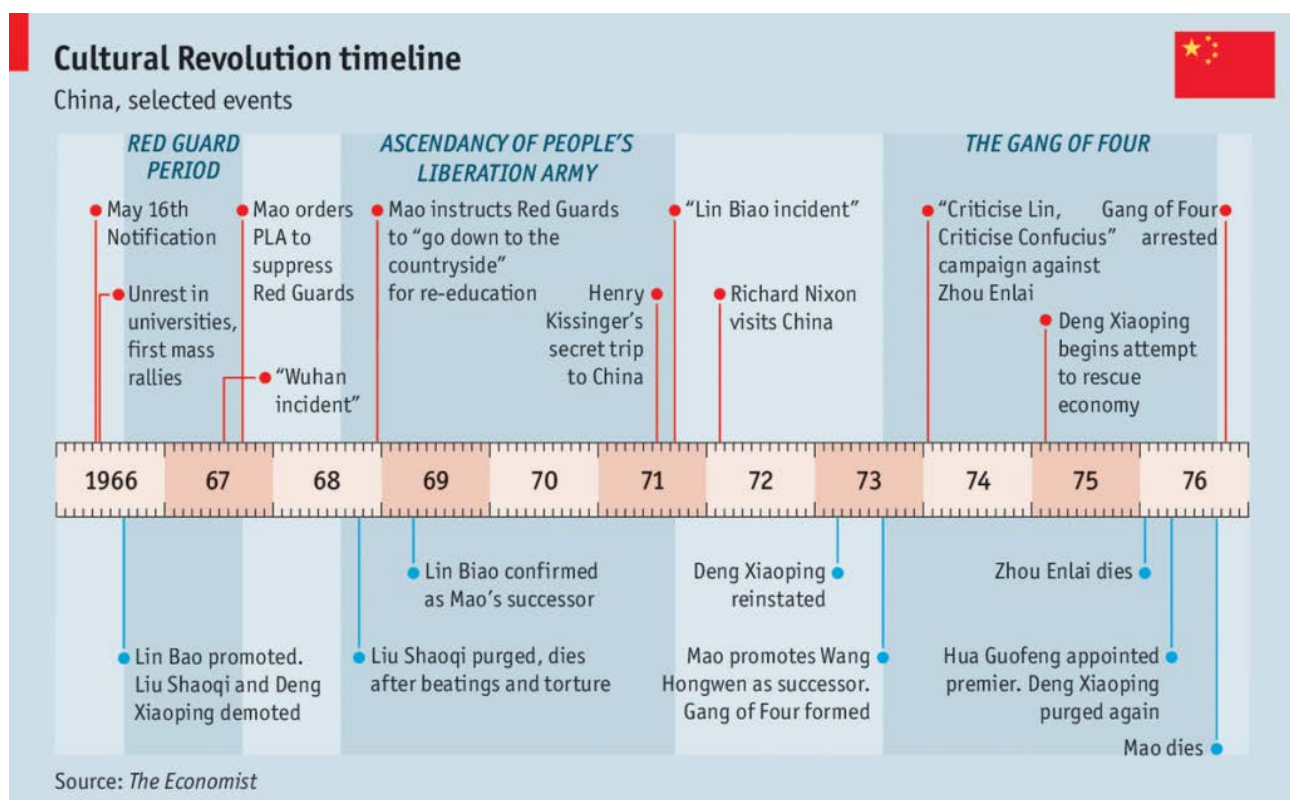 Cultural Revolution timeline
China, selected events
RED GUARD
PERIOD
ASCENDANCY OF PEOPLE'S
LIBERATION ARMY
THE GANG OF FOUR
May 16th
Notification
Mao orders
PLA to
suppress
Red Guards
Mao instructs Red Guards
to “go down to the
countryside”
for re-education
“Lin Biao incident”
“Criticise Lin,
Criticise Confucius”
campaign against
Zhou Enlai
Gang of Four
arrested
Unrest in
universities,
first mass
rallies
Henry
Kissinger's
secret trip
to China
Richard Nixon
visits China
Deng Xiaoping
begins attempt
to rescue
economy
“Wuhan
incident”
1966 67 68 69 70 71 72 73 74 75 76
Lin Biao confirmed
as Mao's successor
Deng Xiaoping
reinstated
Zhou Enlai dies
Lin Bao promoted.
Liu Shaoqi and Deng
Xiaoping demoted
Liu Shaoqi purged, dies
after beatings and torture
Mao promotes Wang
Hongwen as successor.
Gang of Four formed
Hua Guofeng appointed
premier. Deng Xiaoping
purged again
Mao dies
Source: The Economist